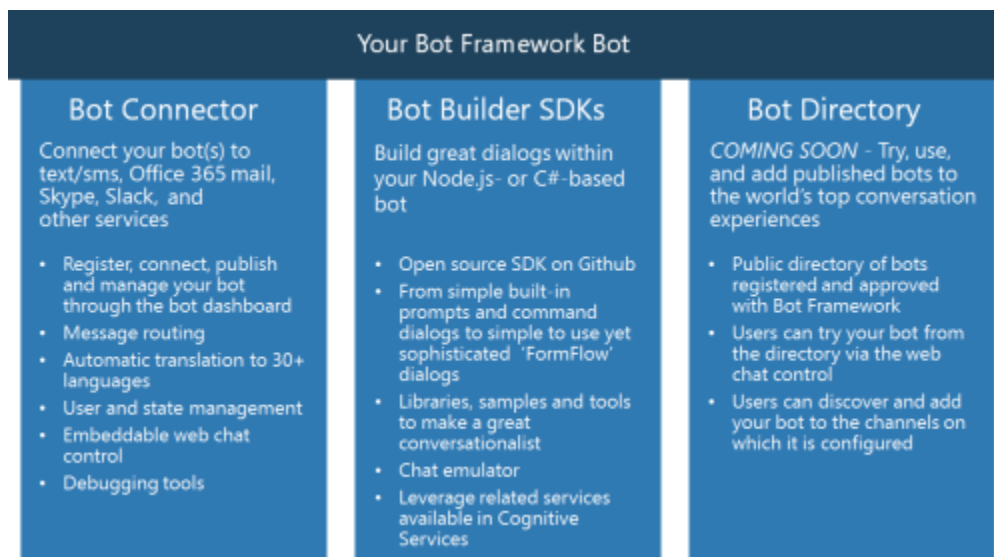 Your Bot Framework Bot
Bot Connector
Connect your bot(s) to
text/sms, Office 365 mail,
Skype, Slack, and
other services
• Register, connect, publish
and manage your bot
through the bot dashboard
• Message routing
• Automatic translation to 30+
languages
• User and state management
• Embeddable web chat
control
• Debugging tools
Bot Builder SDKs
Build great dialogs within
your Node.js- or C#-based
bot
• Open source SDK on Github
• From simple built-in
prompts and command
dialogs to simple to use yet
sophisticated 'FormFlow'
dialogs
• Libraries, samples and tools
to make a great
conversationalist
• Chat emulator
• Leverage related services
available in Cognitive
Services
Bot Directory
COMING SOON - Try, use,
and add published bots to
the world's top conversation
experiences
• Public directory of bots
registered and approved
with Bot Framework
• Users can try your bot from
the directory via the web
chat control
• Users can discover and add
your bot to the channels on
which it is configured